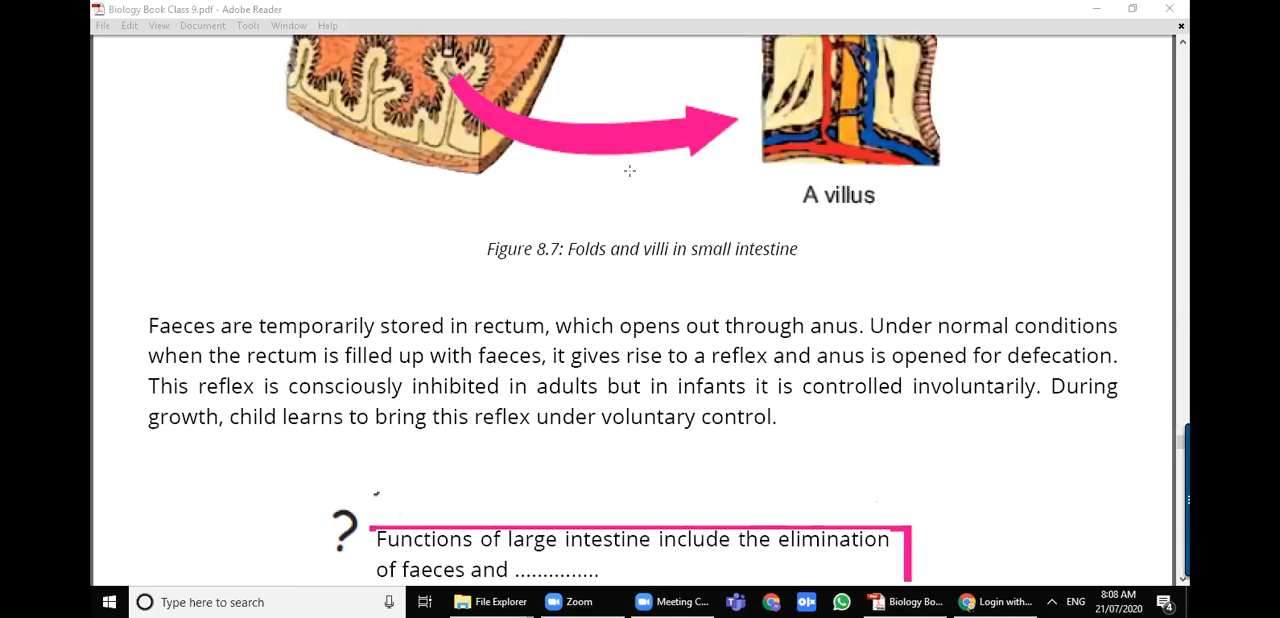 Biology Book Class 9.pdf - Adobe Reader
File Edit View Document Tools Window Help
A villus
Figure 8.7: Folds and villi in small intestine
Faeces are temporarily stored in rectum, which opens out through anus. Under normal conditions
when the rectum is filled up with faeces, it gives rise to a reflex and anus is opened for defecation.
This reflex is consciously inhibited in adults but in infants it is controlled involuntarily. During
growth, child learns to bring this reflex under voluntary control.
?
Functions of large intestine include the elimination
of faeces and ...............
Type here to search
File Explorer
Zoom
Meeting C...
Biology Bo...
Login with...
ENG
8:08 AM
21/07/2020
4